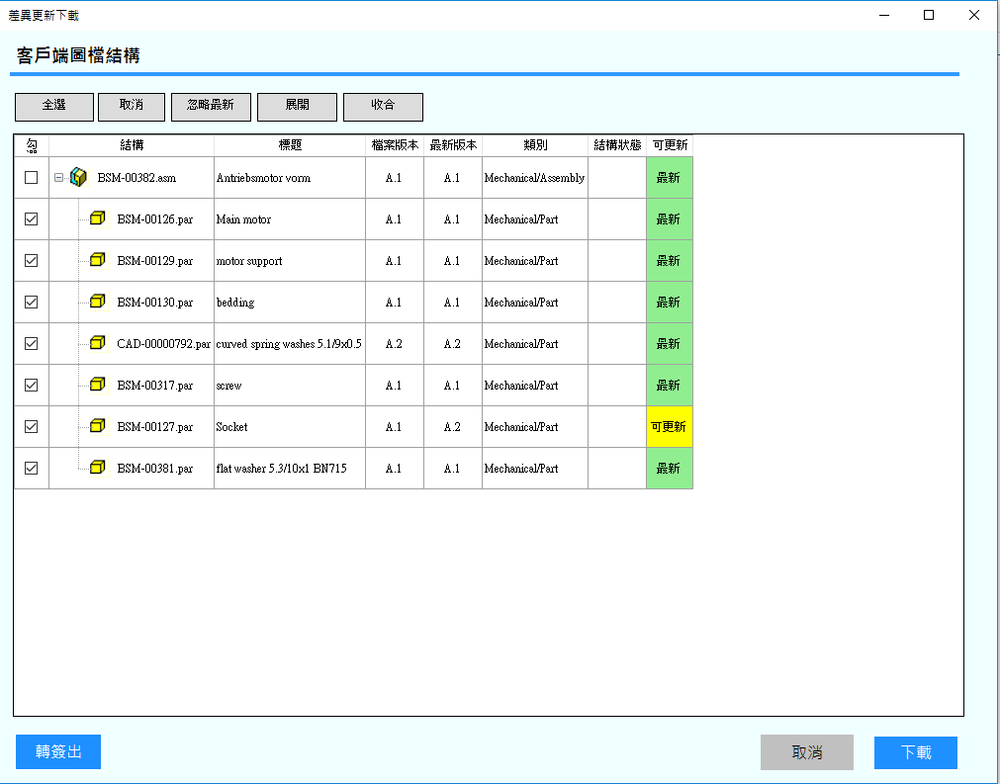 差異更新下載
客戶端圖檔結構
全選 取消 忽略最新 展開 收合
結構 標題 檔案版本 最新版本 類別 結構狀態 可更新
BSM-00382.asm Antriebsmotor vorm A.1 A.1 Mechanical/Assembly 最新
BSM-00126.par Main motor A.1 A.1 Mechanical/Part 最新
BSM-00129.par motor support A.1 A.1 Mechanical/Part 最新
BSM-00130.par bedding A.1 A.1 Mechanical/Part 最新
CAD-00000792.par curved spring washes 5.1/9x0.5 A.2 A.2 Mechanical/Part 最新
BSM-00317.par screw A.1 A.1 Mechanical/Part 最新
BSM-00127.par Socket A.1 A.2 Mechanical/Part 可更新
BSM-00381.par flat washer 5.3/10x1 BN715 A.1 A.1 Mechanical/Part 最新
轉簽出 取消 下載